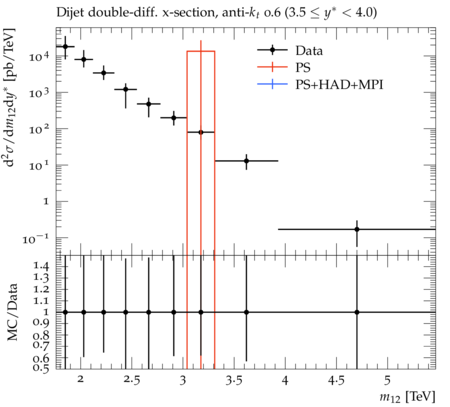 Dijet double-diff. x-section, anti-kt 0.6 (3.5 ≤ y* < 4.0)
d²σ/dm12dy* [pb/TeV]
10⁴
10³
10²
10¹
1
10⁻¹
Data
PS
PS+HAD+MPI
MC/Data
1.4
1.3
1.2
1.1
1
0.9
0.8
0.7
0.6
0.5
2 2.5 3 3.5 4 4.5 5
m12 [TeV]